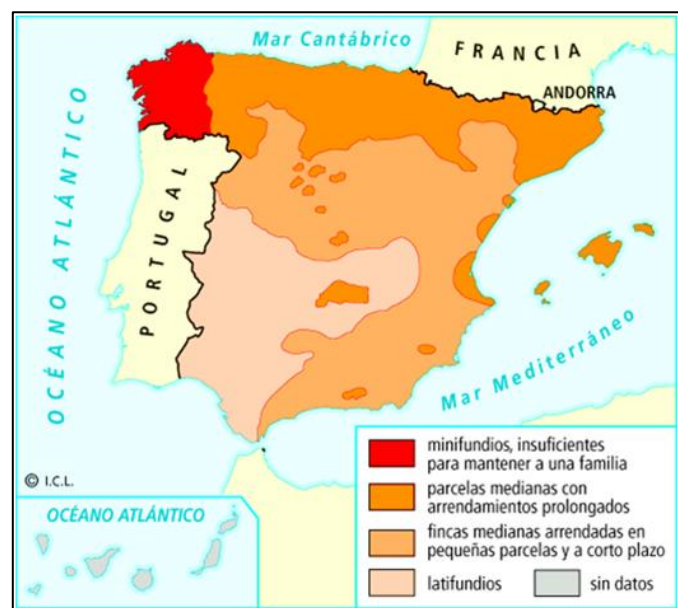 Mar Cantábrico
FRANCIA
ANDORRA
OCÉANO ATLÁNTICO
PORTUGAL
Mar Mediterráneo
© I.C.L.
OCÉANO ATLÁNTICO
minifundios, insuficientes
para mantener a una familia
parcelas medianas con
arrendamientos prolongados
fincas medianas arrendadas en
pequeñas parcelas y a corto plazo
latifundios
sin datos